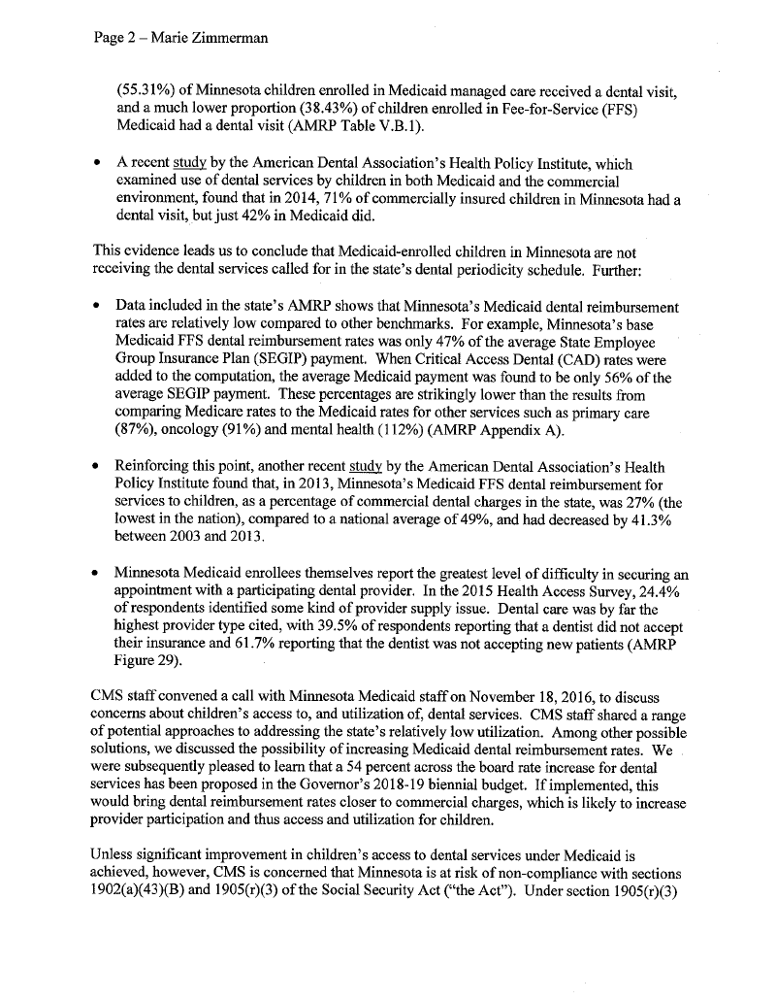 Page 2 – Marie Zimmerman
(55.31%) of Minnesota children enrolled in Medicaid managed care received a dental visit,
and a much lower proportion (38.43%) of children enrolled in Fee-for-Service (FFS)
Medicaid had a dental visit (AMRP Table V.B.1).
• A recent study by the American Dental Association's Health Policy Institute, which
examined use of dental services by children in both Medicaid and the commercial
environment, found that in 2014, 71% of commercially insured children in Minnesota had a
dental visit, but just 42% in Medicaid did.
This evidence leads us to conclude that Medicaid-enrolled children in Minnesota are not
receiving the dental services called for in the state's dental periodicity schedule. Further:
• Data included in the state's AMRP shows that Minnesota's Medicaid dental reimbursement
rates are relatively low compared to other benchmarks. For example, Minnesota's base
Medicaid FFS dental reimbursement rates was only 47% of the average State Employee
Group Insurance Plan (SEGIP) payment. When Critical Access Dental (CAD) rates were
added to the computation, the average Medicaid payment was found to be only 56% of the
average SEGIP payment. These percentages are strikingly lower than the results from
comparing Medicare rates to the Medicaid rates for other services such as primary care
(87%), oncology (91%) and mental health (112%) (AMRP Appendix A).
• Reinforcing this point, another recent study by the American Dental Association's Health
Policy Institute found that, in 2013, Minnesota's Medicaid FFS dental reimbursement for
services to children, as a percentage of commercial dental charges in the state, was 27% (the
lowest in the nation), compared to a national average of 49%, and had decreased by 41.3%
between 2003 and 2013.
• Minnesota Medicaid enrollees themselves report the greatest level of difficulty in securing an
appointment with a participating dental provider. In the 2015 Health Access Survey, 24.4%
of respondents identified some kind of provider supply issue. Dental care was by far the
highest provider type cited, with 39.5% of respondents reporting that a dentist did not accept
their insurance and 61.7% reporting that the dentist was not accepting new patients (AMRP
Figure 29).
CMS staff convened a call with Minnesota Medicaid staff on November 18, 2016, to discuss
concerns about children's access to, and utilization of, dental services. CMS staff shared a range
of potential approaches to addressing the state's relatively low utilization. Among other possible
solutions, we discussed the possibility of increasing Medicaid dental reimbursement rates. We
were subsequently pleased to learn that a 54 percent across the board rate increase for dental
services has been proposed in the Governor's 2018-19 biennial budget. If implemented, this
would bring dental reimbursement rates closer to commercial charges, which is likely to increase
provider participation and thus access and utilization for children.
Unless significant improvement in children's access to dental services under Medicaid is
achieved, however, CMS is concerned that Minnesota is at risk of non-compliance with sections
1902(a)(43)(B) and 1905(r)(3) of the Social Security Act ("the Act"). Under section 1905(r)(3)